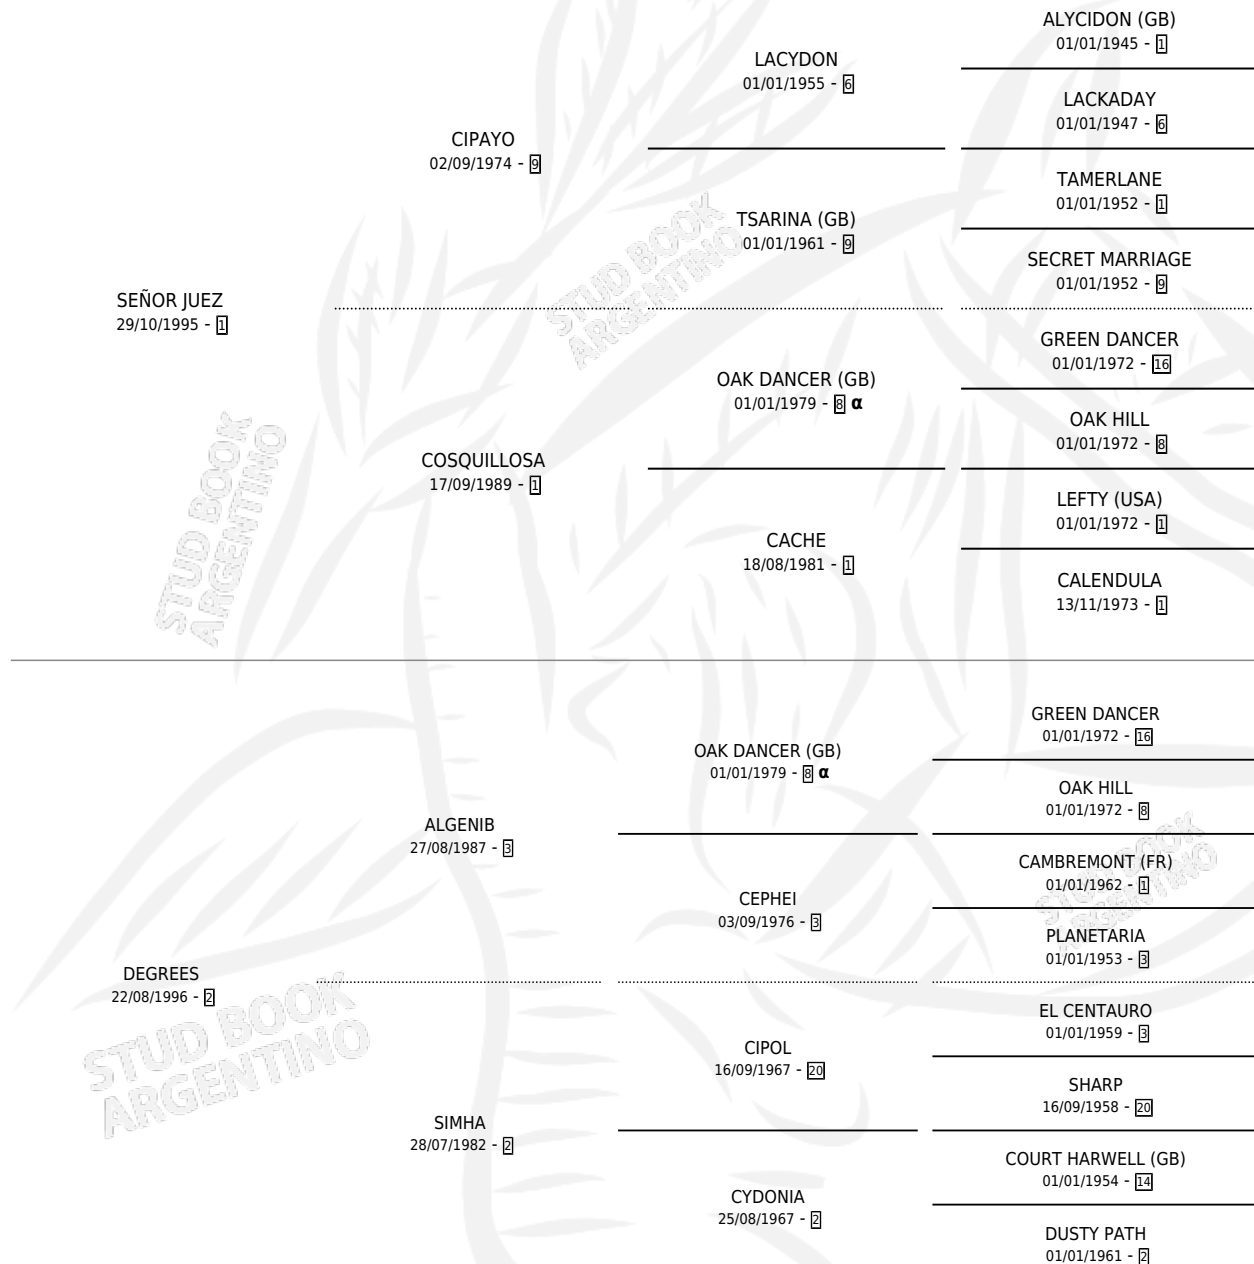 ALYCIDON (GB)
01/01/1945 - 1
LACYDON
01/01/1955 - 6
LACKADAY
01/01/1947 - 6
CIPAYO
02/09/1974 - 9
TAMERLANE
01/01/1952 - 1
TSARINA (GB)
01/01/1961 - 9
SECRET MARRIAGE
01/01/1952 - 9
SEÑOR JUEZ
29/10/1995 - 1
GREEN DANCER
01/01/1972 - 16
OAK DANCER (GB)
01/01/1979 - 8 α
OAK HILL
01/01/1972 - 8
COSQUILLOSA
17/09/1989 - 1
LEFTY (USA)
01/01/1972 - 1
CACHE
18/08/1981 - 1
CALENDULA
13/11/1973 - 1
GREEN DANCER
01/01/1972 - 16
OAK DANCER (GB)
01/01/1979 - 8 α
OAK HILL
01/01/1972 - 8
ALGENIB
27/08/1987 - 3
CAMBREMONT (FR)
01/01/1962 - 1
CEPHEI
03/09/1976 - 3
PLANETARIA
01/01/1953 - 3
DEGREES
22/08/1996 - 2
EL CENTAURO
01/01/1959 - 3
CIPOL
16/09/1967 - 20
SHARP
16/09/1958 - 20
SIMHA
28/07/1982 - 2
COURT HARWELL (GB)
01/01/1954 - 14
CYDONIA
25/08/1967 - 2
DUSTY PATH
01/01/1961 - 2
STUD BOOK
ARGENTINO
STUD BOOK
ARGENTINO
STUD BOOK
ARGENTINO
STUD BOOK
ARGENTINO